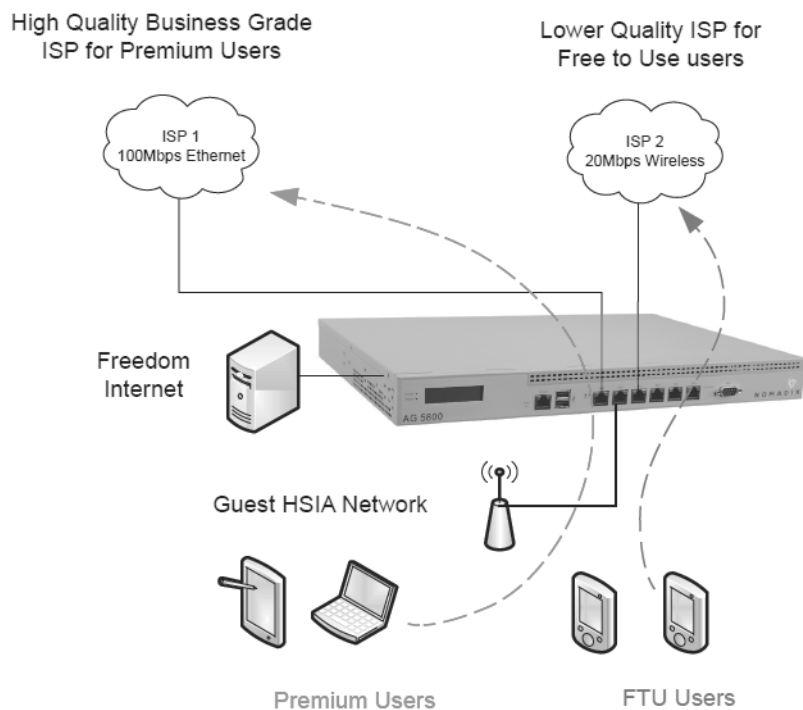 High Quality Business Grade
ISP for Premium Users
Lower Quality ISP for
Free to Use users
ISP 1
100Mbps Ethernet
ISP 2
20Mbps Wireless
Freedom
Internet
AG 5800
NOMADIX
Guest HSIA Network
Premium Users
FTU Users